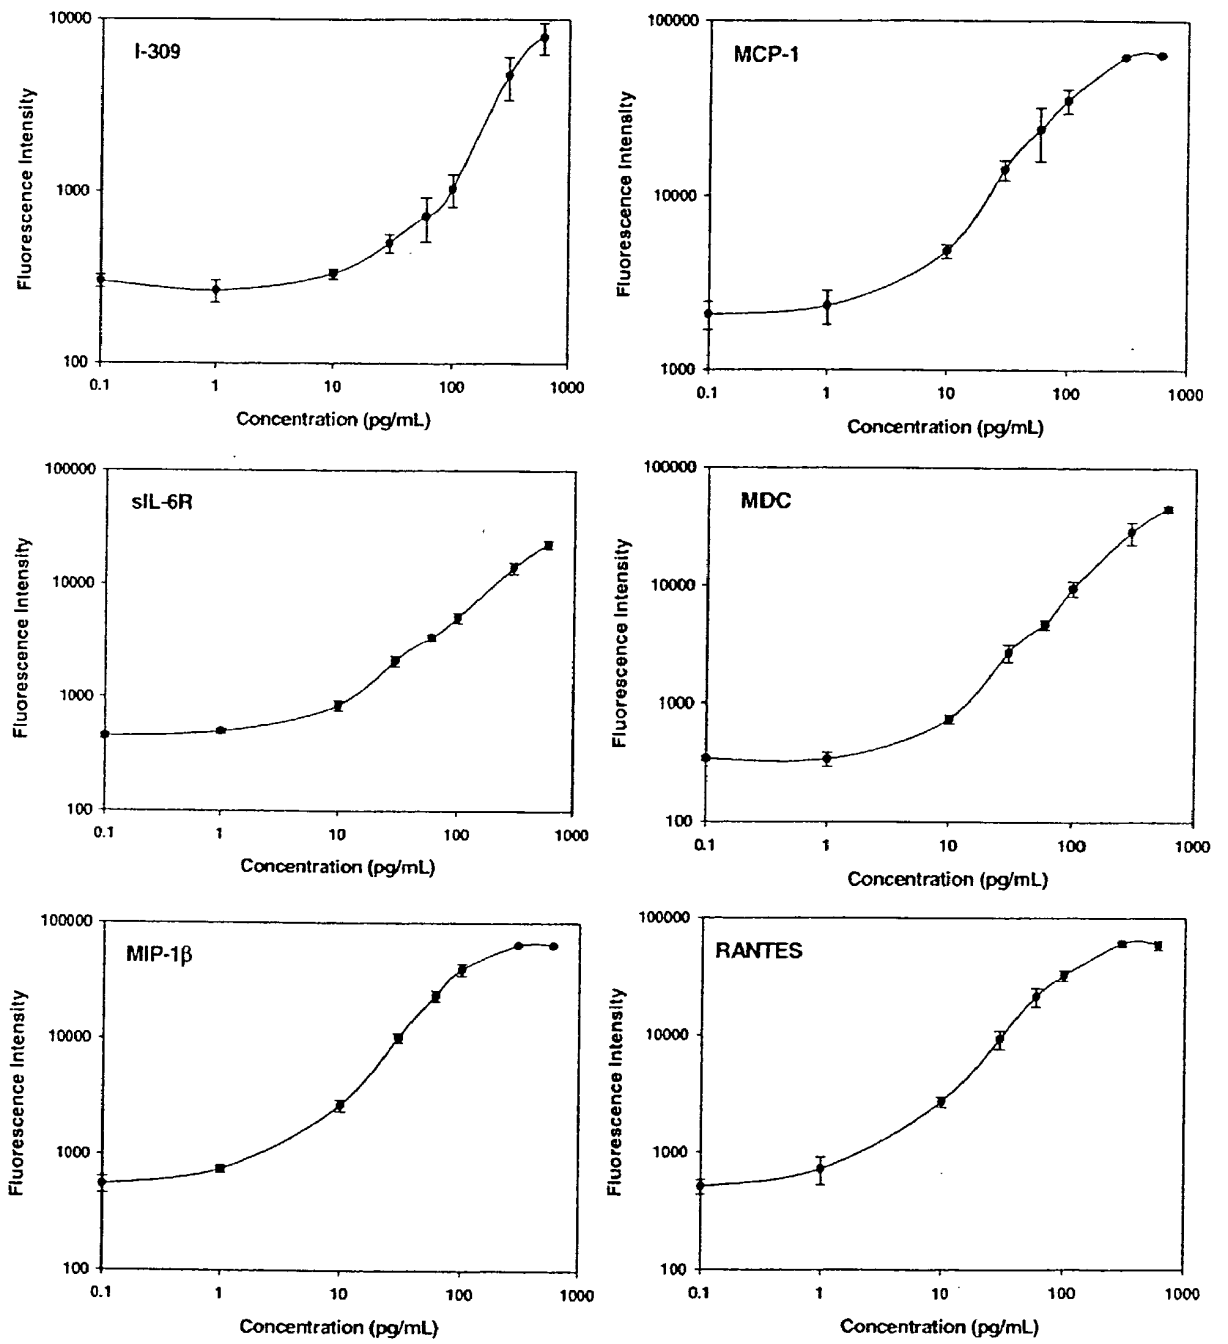 I-309
Fluorescence Intensity
10000
1000
100
0.1 1 10 100 1000
Concentration (pg/mL)
MCP-1
Fluorescence Intensity
100000
10000
1000
0.1 1 10 100 1000
Concentration (pg/mL)
sIL-6R
Fluorescence Intensity
100000
10000
1000
100
0.1 1 10 100 1000
Concentration (pg/mL)
MDC
Fluorescence Intensity
100000
10000
1000
100
0.1 1 10 100 1000
Concentration (pg/mL)
MIP-1β
Fluorescence Intensity
100000
10000
1000
100
0.1 1 10 100 1000
Concentration (pg/mL)
RANTES
Fluorescence Intensity
100000
10000
1000
100
0.1 1 10 100 1000
Concentration (pg/mL)